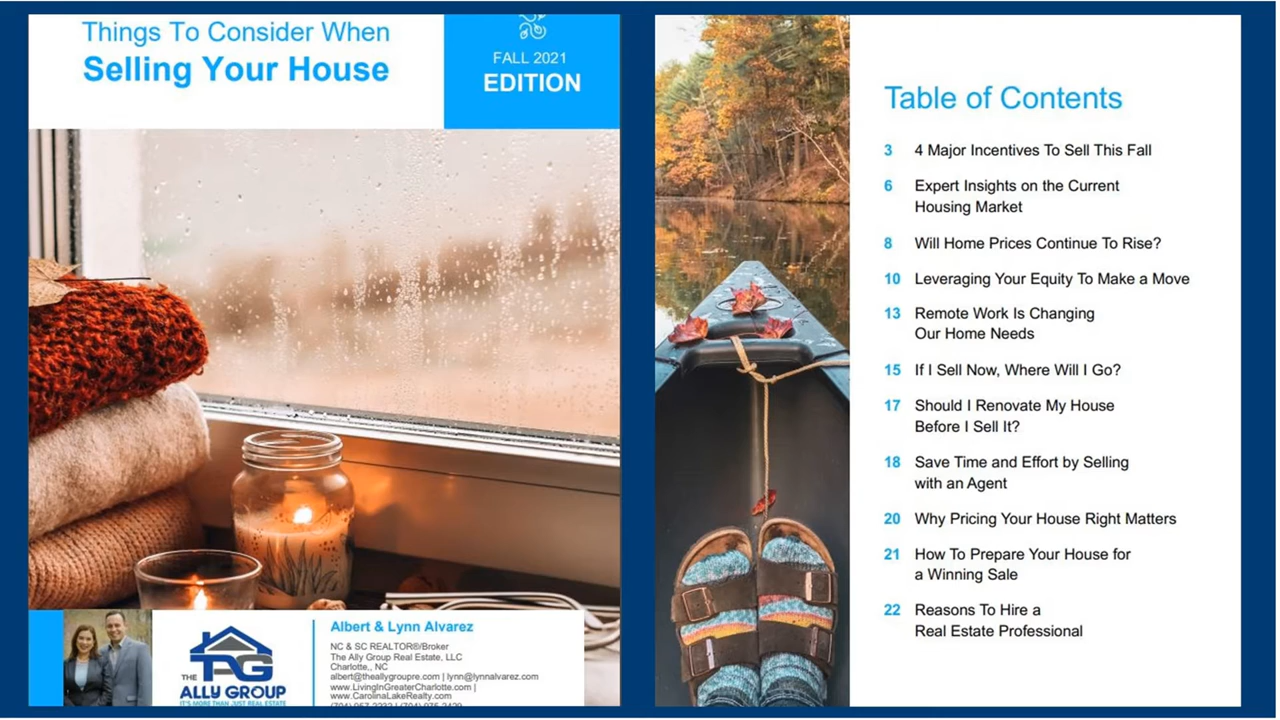 Things To Consider When
Selling Your House
FALL 2021
EDITION
THE
ALLY GROUP
IT'S MORE THAN JUST REAL ESTATE
Albert & Lynn Alvarez
NC & SC REALTOR®/Broker
The Ally Group Real Estate, LLC
Charlotte,, NC
albert@theallygroupre.com | lynn@lynnalvarez.com
www.LivingInGreaterCharlotte.com |
www.CarolinaLakeRealty.com
Table of Contents
3 4 Major Incentives To Sell This Fall
6 Expert Insights on the Current
Housing Market
8 Will Home Prices Continue To Rise?
10 Leveraging Your Equity To Make a Move
13 Remote Work Is Changing
Our Home Needs
15 If I Sell Now, Where Will I Go?
17 Should I Renovate My House
Before I Sell It?
18 Save Time and Effort by Selling
with an Agent
20 Why Pricing Your House Right Matters
21 How To Prepare Your House for
a Winning Sale
22 Reasons To Hire a
Real Estate Professional